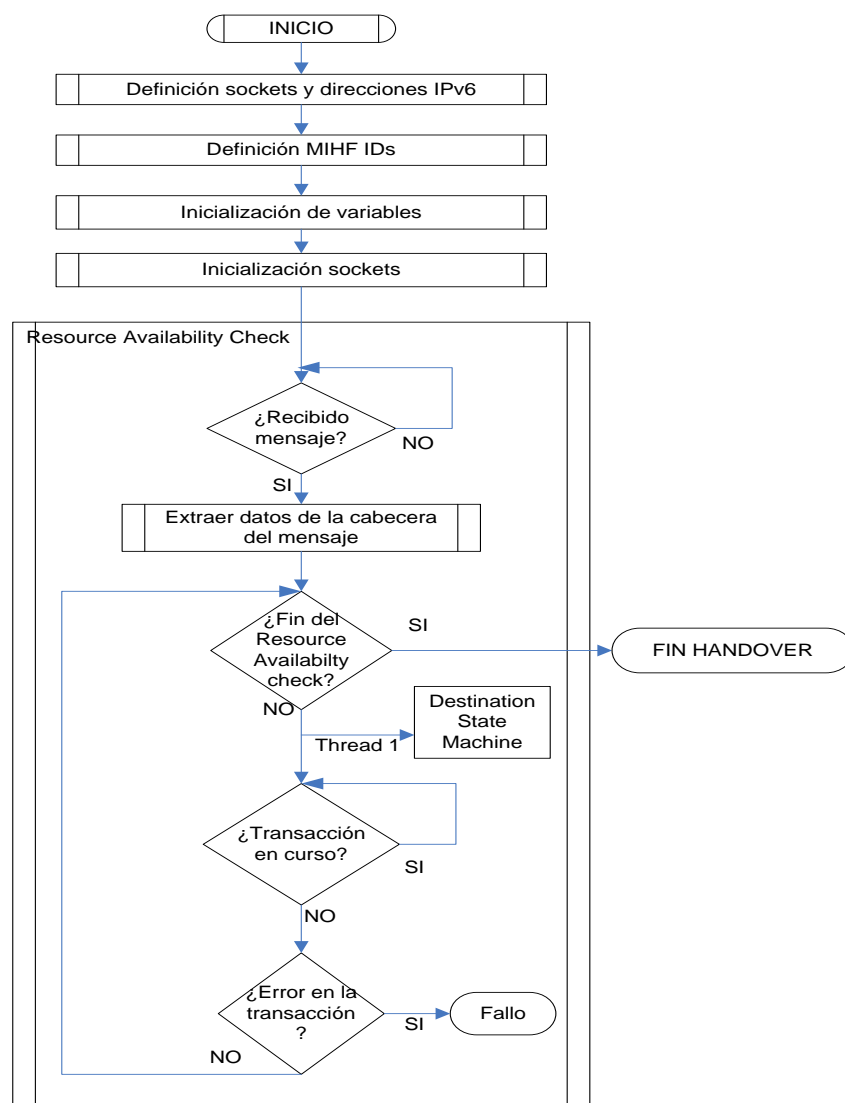 INICIO
Definición sockets y direcciones IPv6
Definición MIHF IDs
Inicialización de variables
Inicialización sockets
Resource Availability Check
¿Recibido
mensaje?
NO
SI
Extraer datos de la cabecera
del mensaje
¿Fin del
Resource
Availabilty
check?
SI
FIN HANDOVER
NO
Destination
State
Machine
Thread 1
¿Transacción
en curso?
SI
NO
¿Error en la
transacción
?
SI
Fallo
NO